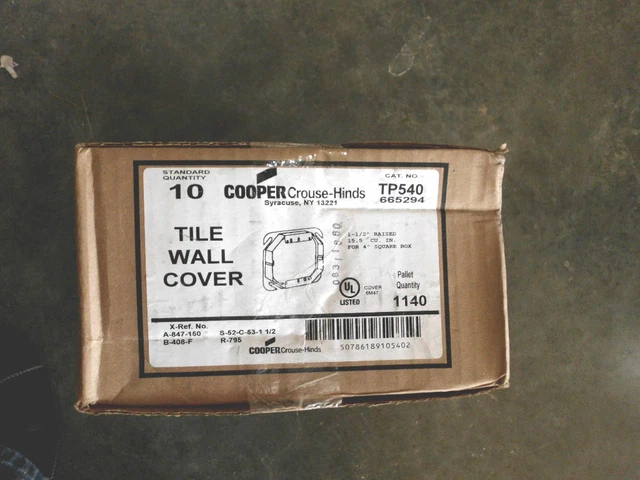 STANDARD
QUANTITY
10
COOPER Crouse-Hinds
Syracuse, NY 13221
CAT. NO.
TP540
665294
TILE
WALL
COVER
1-1/2" RAISED
15.5 CU. IN.
FOR 4" SQUARE BOX
UL
LISTED
COVER
Pallet
Quantity
1140
X-Ref. No.
A-847-150 S-52-C-53-1 1/2
B-408-F R-795
COOPER Crouse-Hinds
50786189105402